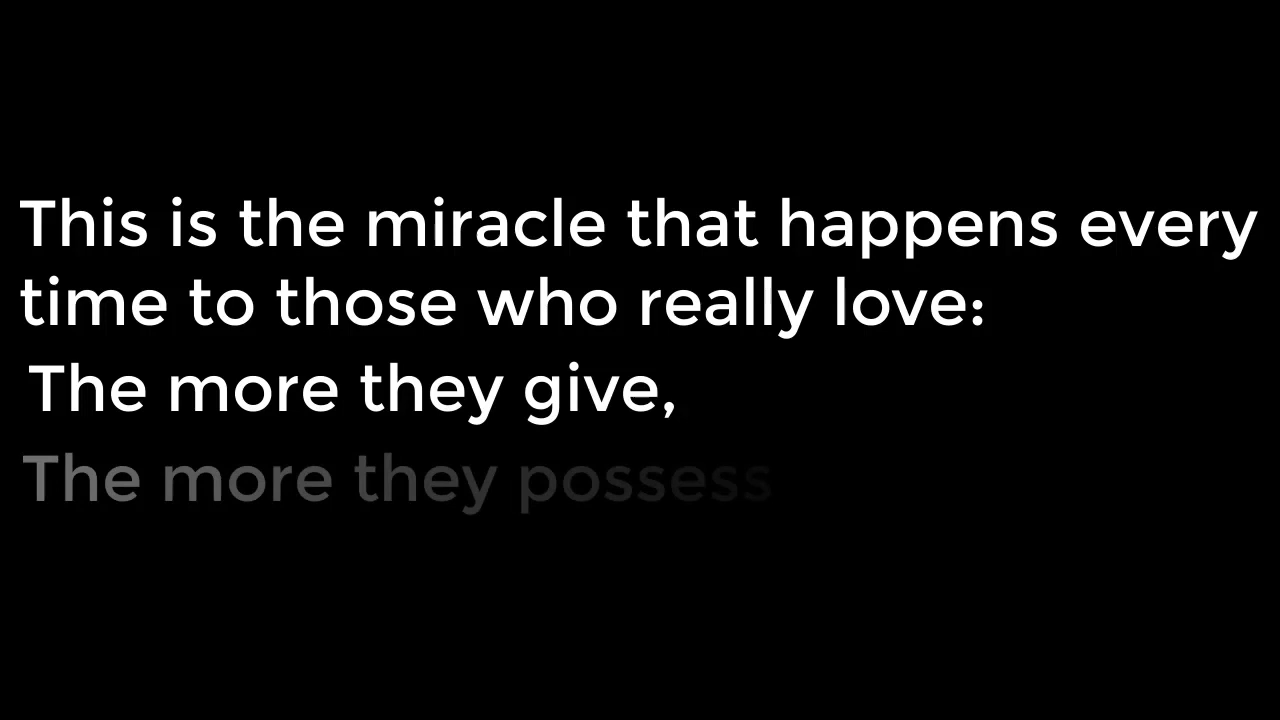 This is the miracle that happens every
time to those who really love:
The more they give,
The more they possess